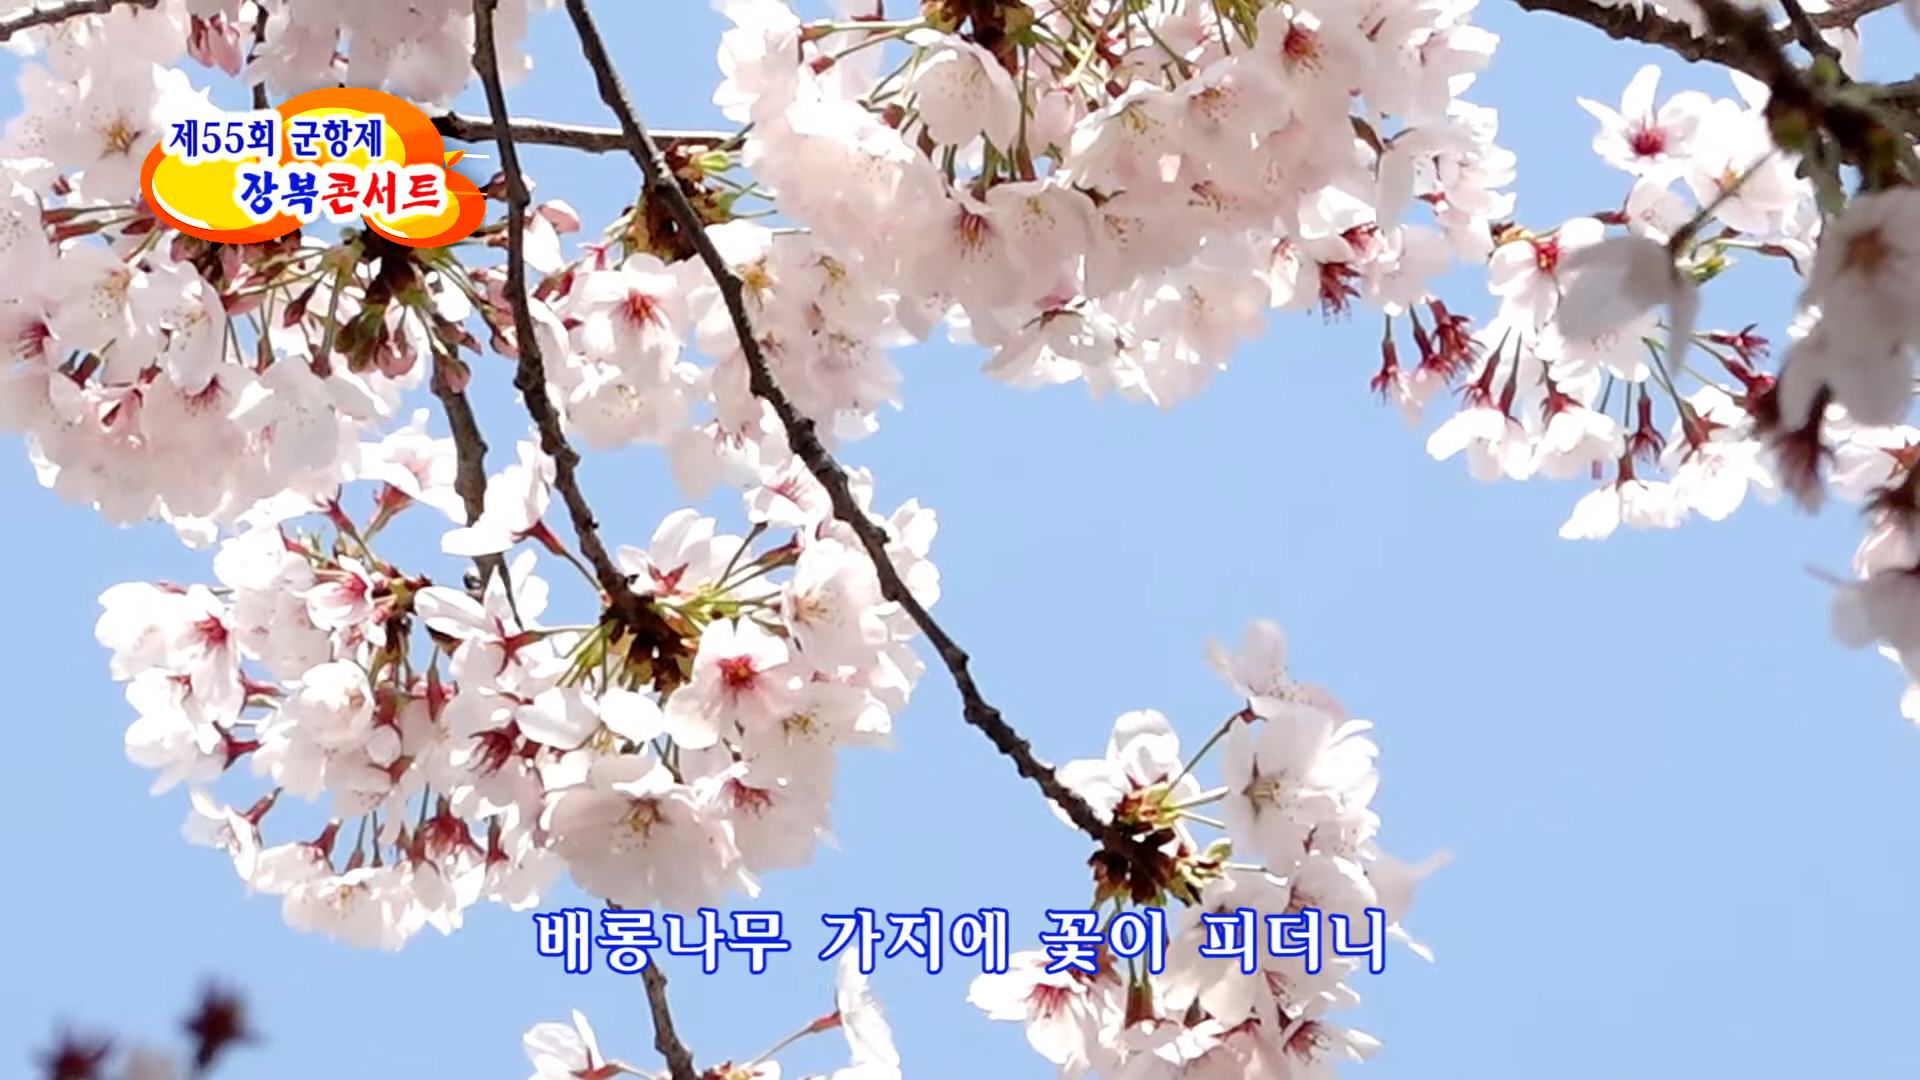 제55회 군항제
장복콘서트
배롱나무 가지에 꽃이 피더니